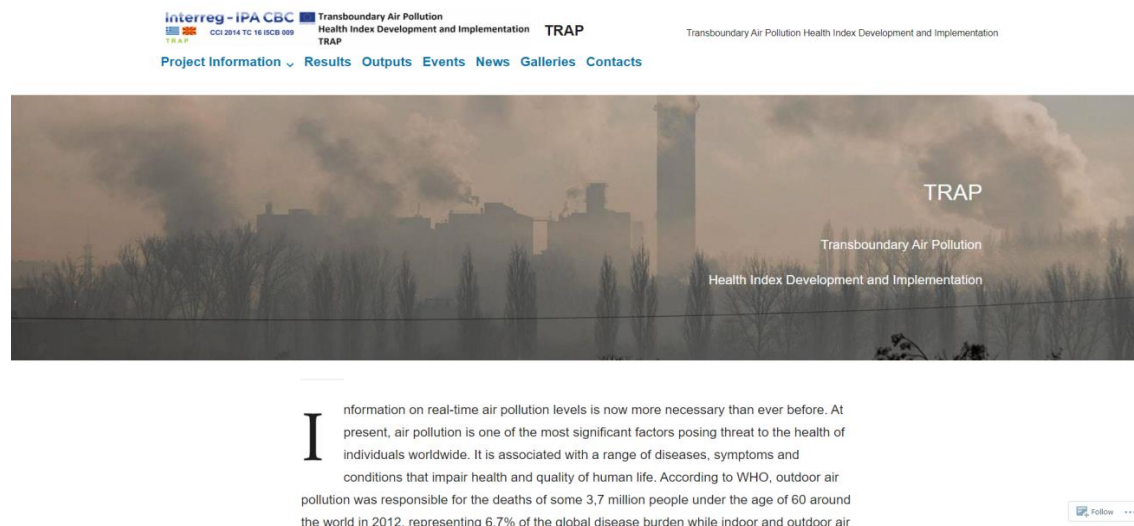 Interreg - IPA CBC
CCI 2014 TC 16 ISCB 009
TRAP
Transboundary Air Pollution
Health Index Development and Implementation
TRAP
TRAP
Transboundary Air Pollution Health Index Development and Implementation
Project Information Results Outputs Events News Galleries Contacts
TRAP
Transboundary Air Pollution
Health Index Development and Implementation
Information on real-time air pollution levels is now more necessary than ever before. At
present, air pollution is one of the most significant factors posing threat to the health of
individuals worldwide. It is associated with a range of diseases, symptoms and
conditions that impair health and quality of human life. According to WHO, outdoor air
pollution was responsible for the deaths of some 3,7 million people under the age of 60 around
the world in 2012, representing 6.7% of the global disease burden while indoor and outdoor air
Follow ...